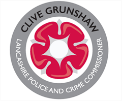 CLIVE GRUNSHAW
LANCASHIRE POLICE AND CRIME COMMISSIONER